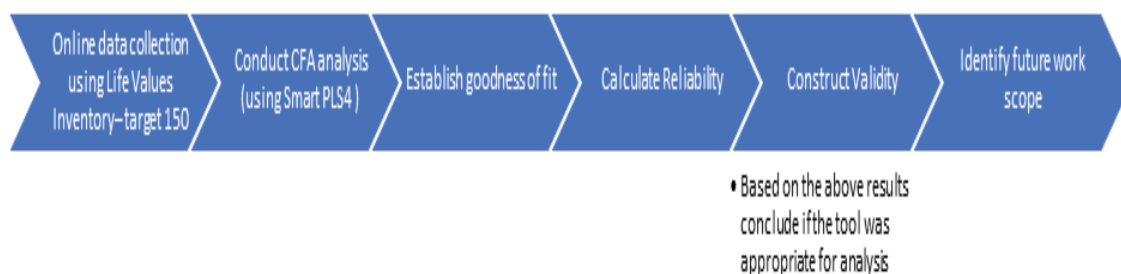 Online data collection
using Life Values
Inventory–target 150
Conduct CFA analysis
(using Smart PLS4 )
Establish goodness of fit
Calculate Reliability
Construct Validity
Identify future work
scope
• Based on the above results
conclude if the tool was
appropriate for analysis